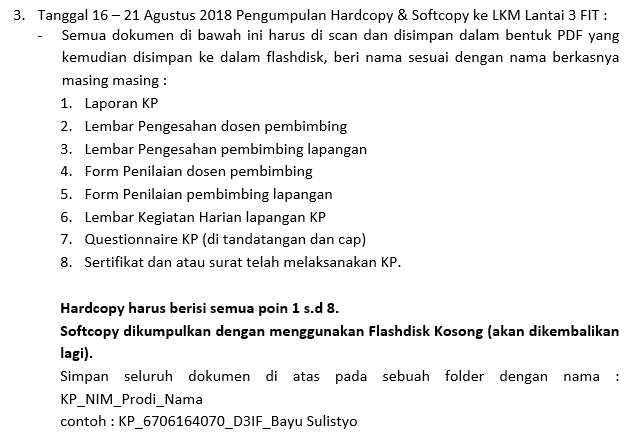 3. Tanggal 16 – 21 Agustus 2018 Pengumpulan Hardcopy & Softcopy ke LKM Lantai 3 FIT :
- Semua dokumen di bawah ini harus di scan dan disimpan dalam bentuk PDF yang
kemudian disimpan ke dalam flashdisk, beri nama sesuai dengan nama berkasnya
masing masing :
1. Laporan KP
2. Lembar Pengesahan dosen pembimbing
3. Lembar Pengesahan pembimbing lapangan
4. Form Penilaian dosen pembimbing
5. Form Penilaian pembimbing lapangan
6. Lembar Kegiatan Harian lapangan KP
7. Questionnaire KP (di tandatangan dan cap)
8. Sertifikat dan atau surat telah melaksanakan KP.
Hardcopy harus berisi semua poin 1 s.d 8.
Softcopy dikumpulkan dengan menggunakan Flashdisk Kosong (akan dikembalikan
lagi).
Simpan seluruh dokumen di atas pada sebuah folder dengan nama :
KP_NIM_Prodi_Nama
contoh : KP_6706164070_D3IF_Bayu Sulistyo